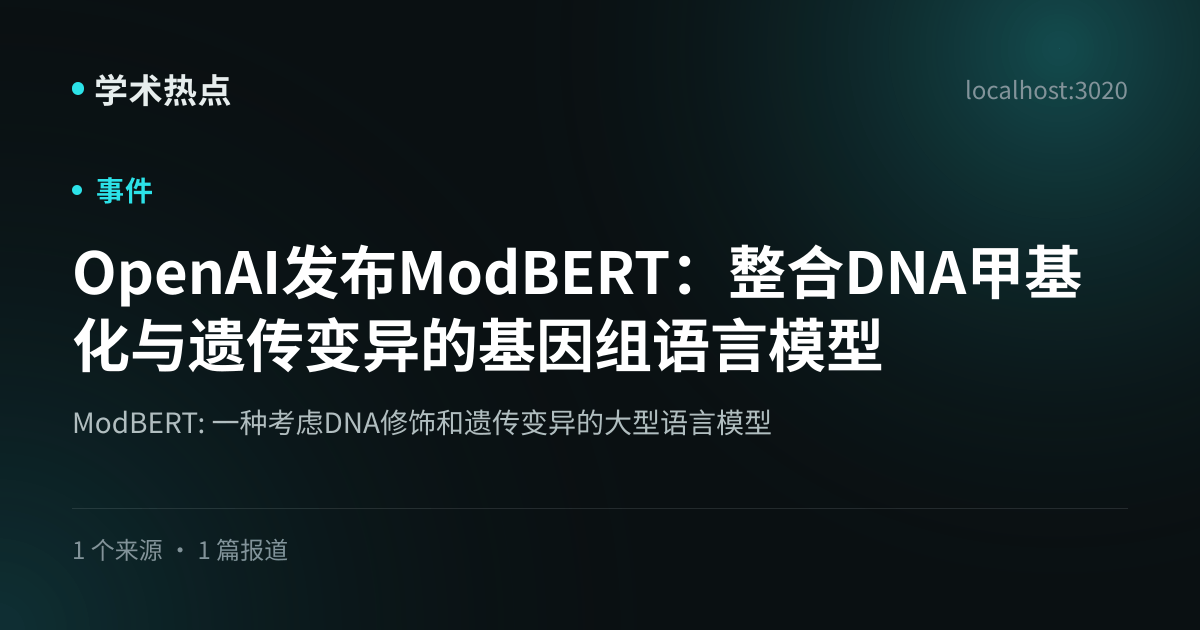 学术热点
localhost:3020
事件
OpenAI发布ModBERT：整合DNA甲基
化与遗传变异的基因组语言模型
ModBERT: 一种考虑DNA修饰和遗传变异的大型语言模型
1 个来源 · 1 篇报道